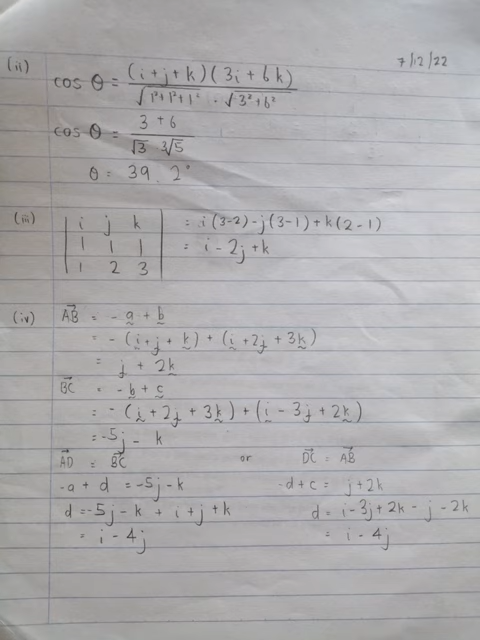 7/12/22
(ii) cos θ = (i+j+k)(3i+6k) / √1²+1²+1² · √3²+6²
cos θ = 3+6 / √3 3√5
θ = 39.2°
(iii) | i j k | = i(3-2)-j(3-1)+k(2-1)
| 1 1 1 | = i-2j+k
| 1 2 3 |
(iv) AB = -a + b
= -(i+j+k) + (i+2j+3k)
= j + 2k
BC = -b + c
= -(i+2j+3k) + (i-3j+2k)
= -5j - k
AD = BC or DC = AB
-a + d = -5j-k -d+c = j+2k
d = -5j-k + i+j+k d = i-3j+2k-j-2k
= i-4j = i-4j